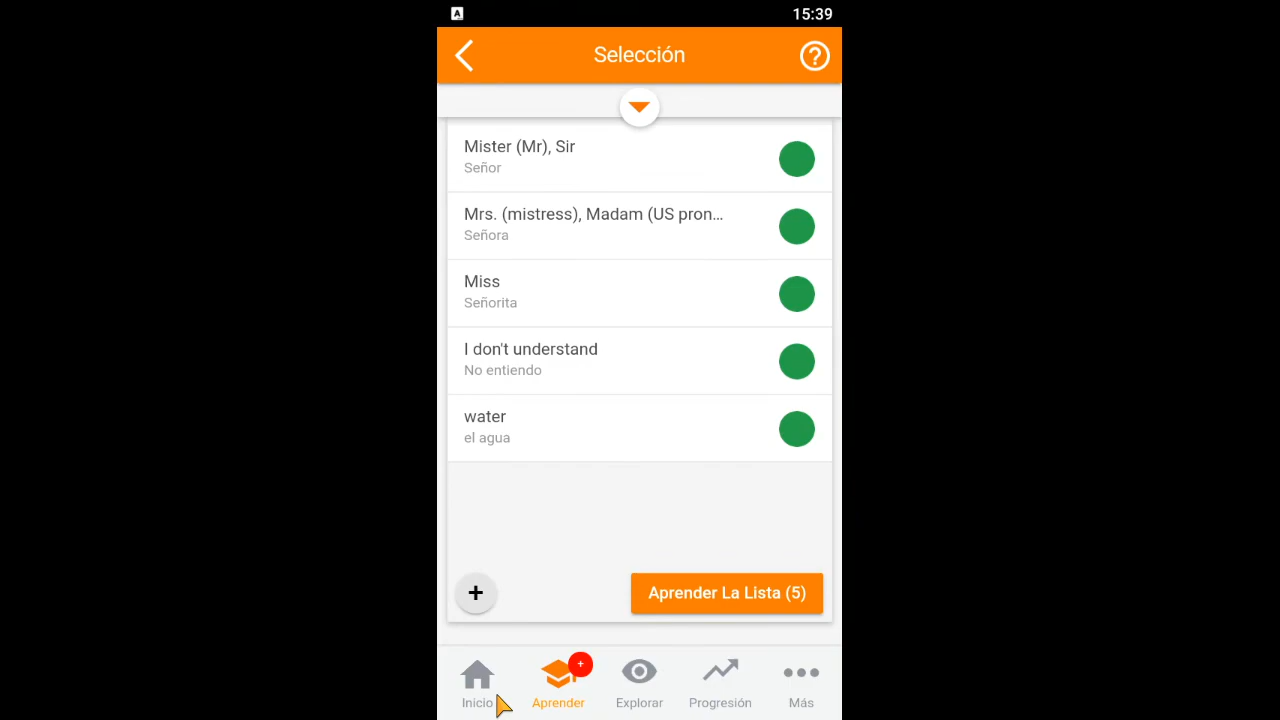 A 15:39
Selección ?
Mister (Mr), Sir
Señor
Mrs. (mistress), Madam (US pron...
Señora
Miss
Señorita
I don't understand
No entiendo
water
el agua
+ Aprender La Lista (5)
+
Inicio Aprender Explorar Progresión Más